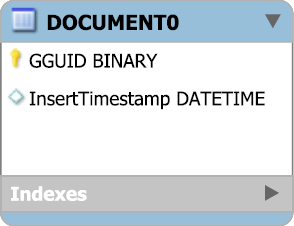 DOCUMENT0
GGUID BINARY
InsertTimestamp DATETIME
Indexes